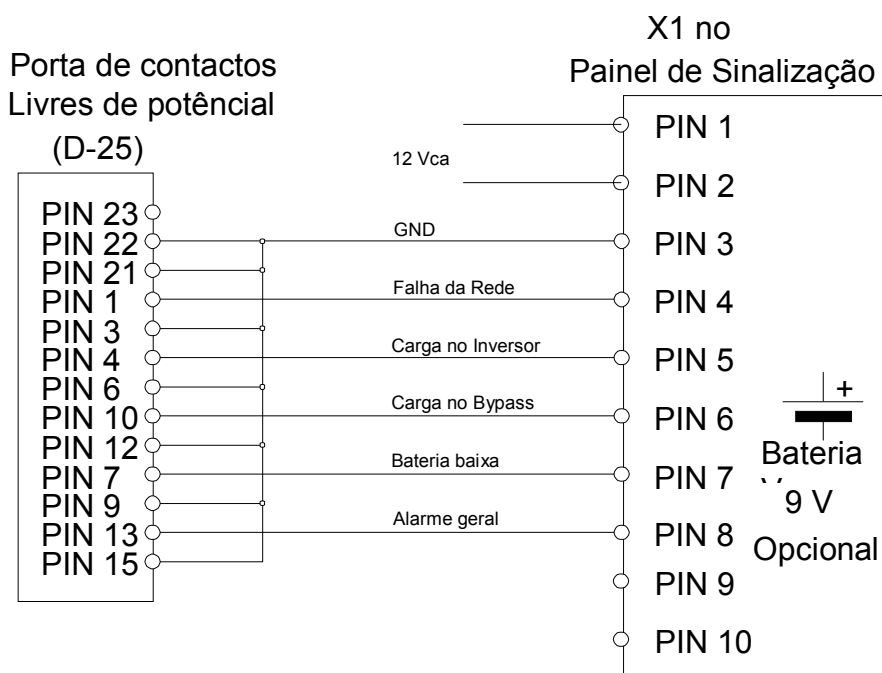 Porta de contactos
Livres de potêncial
(D-25)
PIN 23
PIN 22
PIN 21
PIN 1
PIN 3
PIN 4
PIN 6
PIN 10
PIN 12
PIN 7
PIN 9
PIN 13
PIN 15
12 Vca
GND
Falha da Rede
Carga no Inversor
Carga no Bypass
Bateria baixa
Alarme geral
X1 no
Painel de Sinalização
PIN 1
PIN 2
PIN 3
PIN 4
PIN 5
PIN 6
PIN 7
PIN 8
PIN 9
PIN 10
+
Bateria
9 V
Opcional